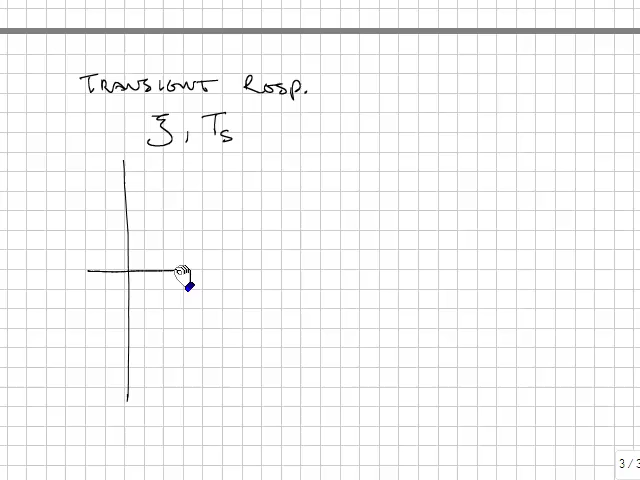 TRANSIENT RESP.
ζ, Ts
3 / 3